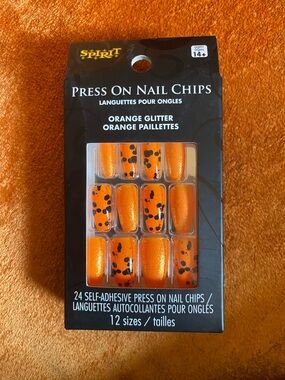 SPIRIT
14+
PRESS ON NAIL CHIPS
LANGUETTES POUR ONGLES
ORANGE GLITTER
ORANGE PAILLETTES
24 SELF-ADHESIVE PRESS ON NAIL CHIPS /
LANGUETTES AUTOCOLLANTES POUR ONGLES
12 sizes / tailles